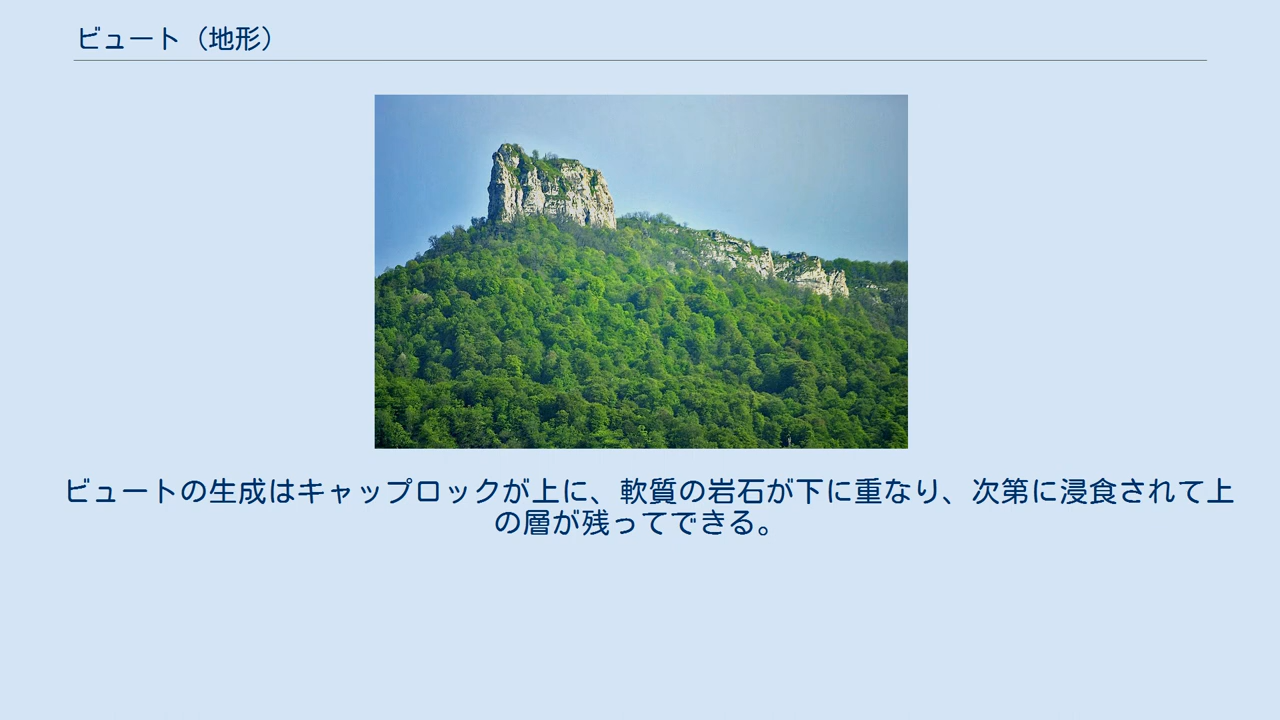 ビュート（地形）
ビュートの生成はキャップロックが上に、軟質の岩石が下に重なり、次第に浸食されて上
の層が残ってできる。